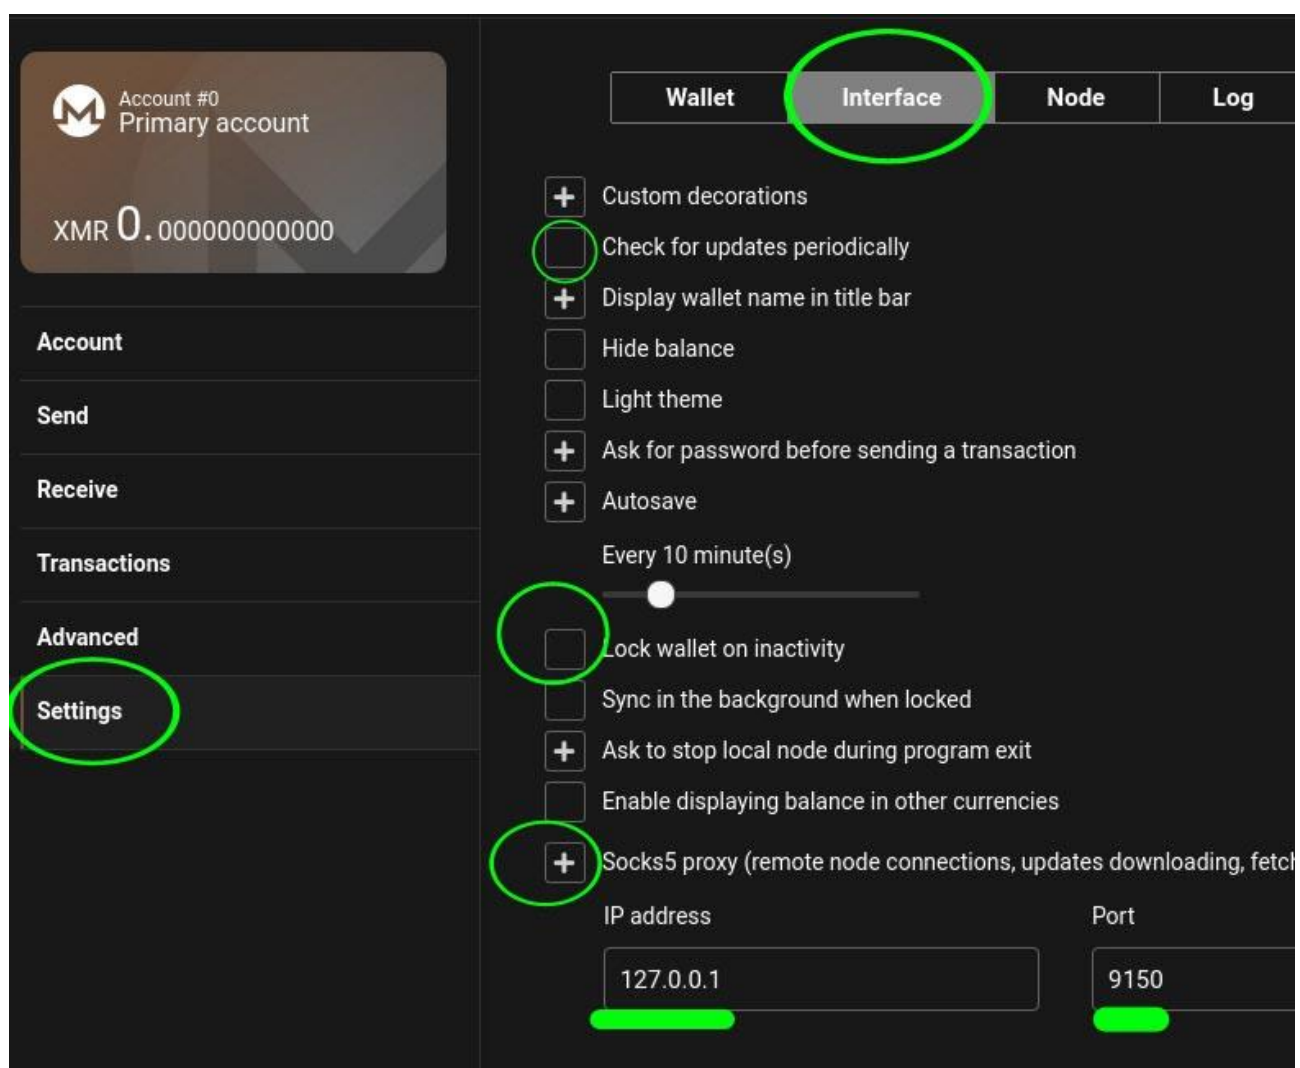 Account #0
Primary account
XMR 0.000000000000
Account
Send
Receive
Transactions
Advanced
Settings
Wallet Interface Node Log
Custom decorations
Check for updates periodically
Display wallet name in title bar
Hide balance
Light theme
Ask for password before sending a transaction
Autosave
Every 10 minute(s)
Lock wallet on inactivity
Sync in the background when locked
Ask to stop local node during program exit
Enable displaying balance in other currencies
Socks5 proxy (remote node connections, updates downloading, fetch
IP address Port
127.0.0.1 9150